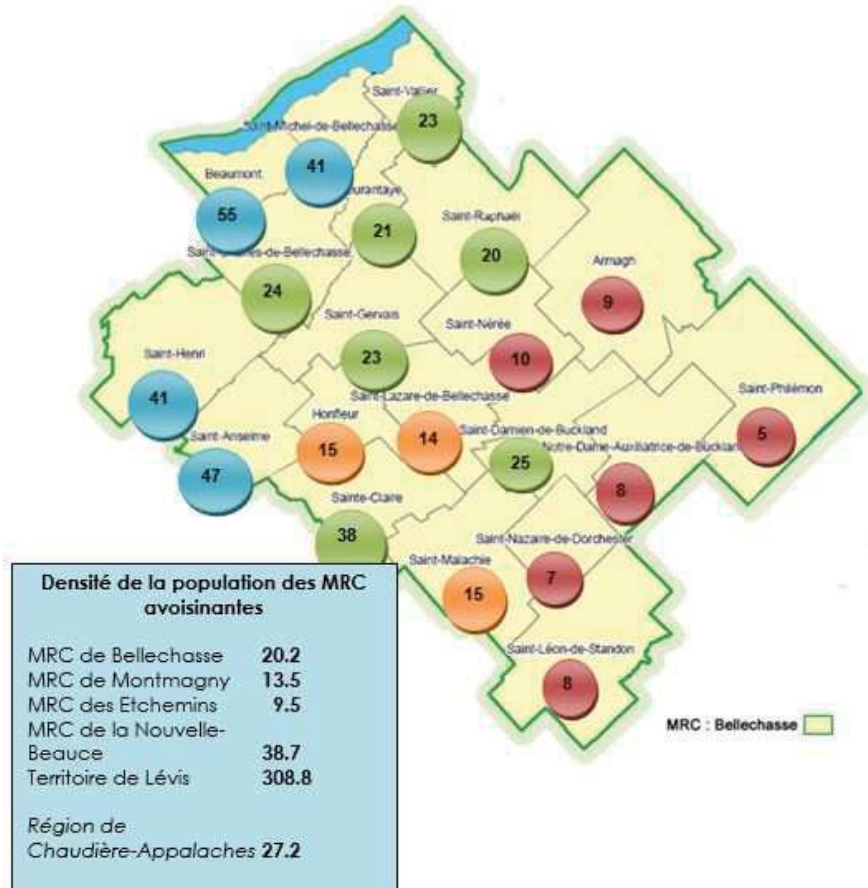 Saint-Vallier
23
Saint-Michel-de-Bellechasse
41
Beaumont
55
21
Saint-Raphaël
20
Armagh
9
24
Saint-Gervais
23
Saint-Nérée
10
Saint-Henri
41
Saint-Philémon
5
Saint-Lazare-de-Bellechasse
14
Honfleur
15
Saint-Damien-de-Buckland
25
Notre-Dame-Auxiliatrice-de-Buckland
8
Saint-Anselme
47
Sainte-Claire
38
Saint-Nazaire-de-Dorchester
7
Saint-Malachie
15
Saint-Léon-de-Standon
8
MRC : Bellechasse
Densité de la population des MRC
avoisinantes
MRC de Bellechasse 20.2
MRC de Montmagny 13.5
MRC des Etchemins 9.5
MRC de la Nouvelle-
Beauce 38.7
Territoire de Lévis 308.8
Région de
Chaudière-Appalaches 27.2